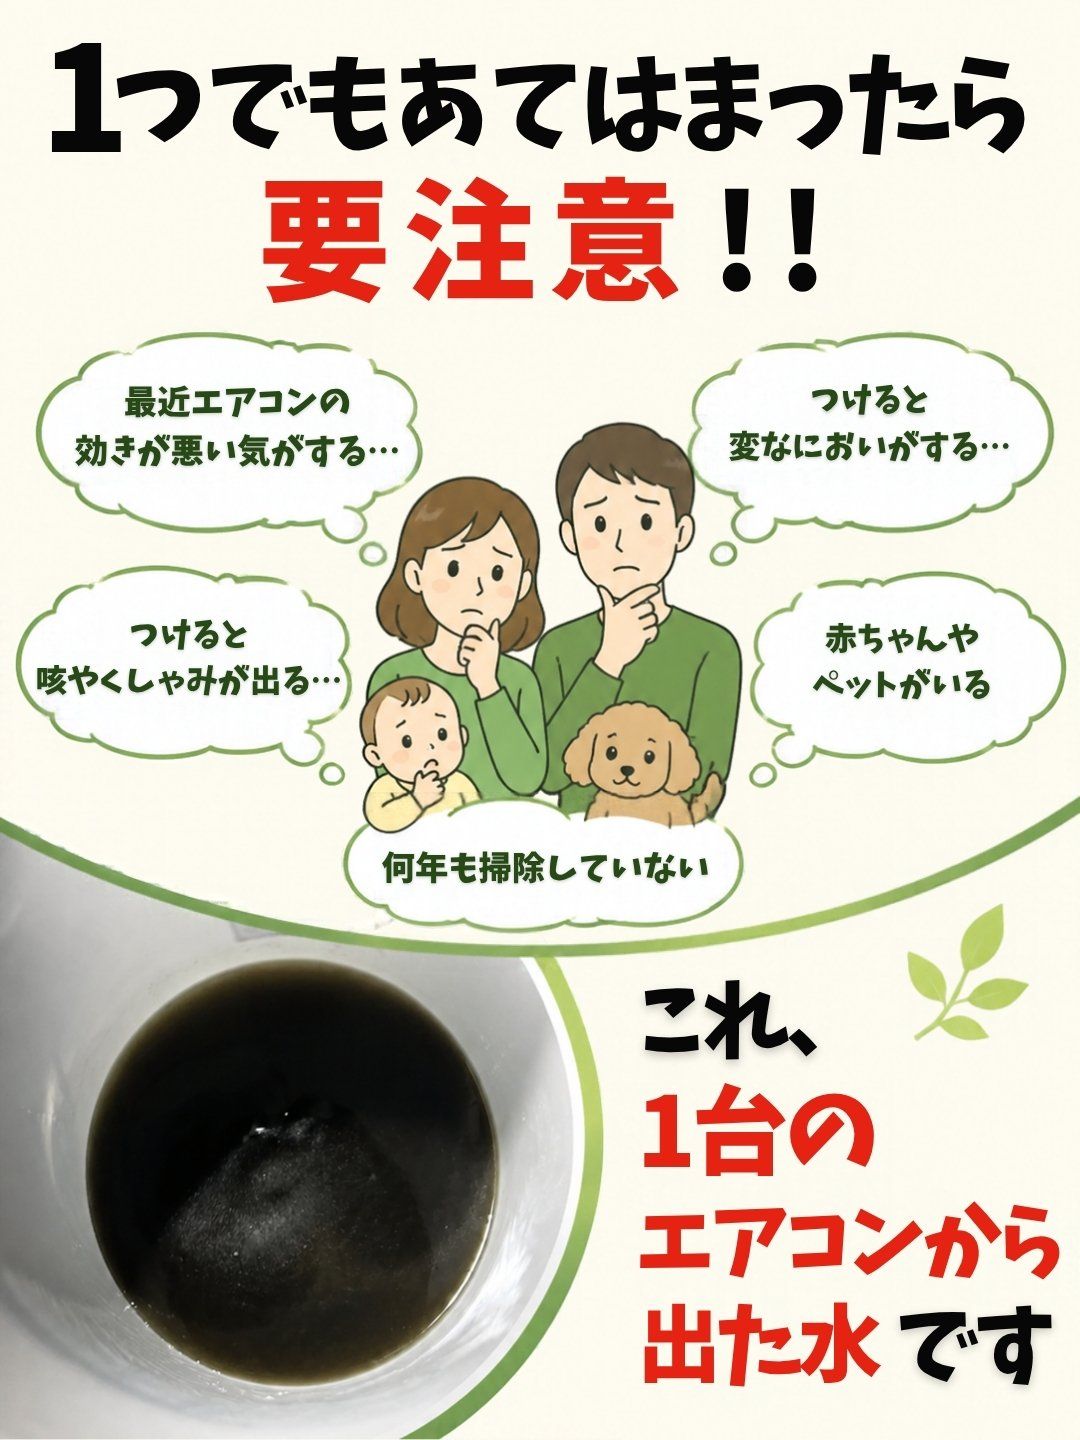 1つでもあてはまったら
要注意!!
最近エアコンの
効きが悪い気がする…
つけると
変なにおいがする…
つけると
咳やくしゃみが出る…
赤ちゃんや
ペットがいる
何年も掃除していない
これ、
1台の
エアコンから
出た水です